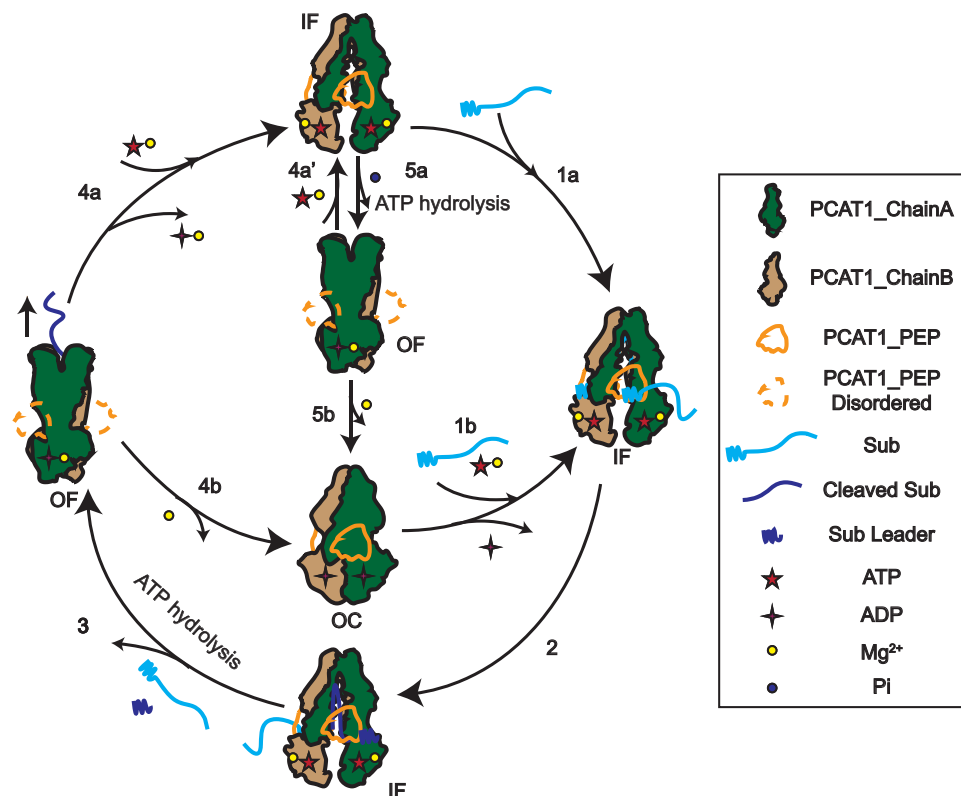 IF
4a
4a'
5a
ATP hydrolysis
1a
OF
5b
1b
IF
OF
4b
OC
3
ATP hydrolysis
2
IF
PCAT1_ChainA
PCAT1_ChainB
PCAT1_PEP
PCAT1_PEP
Disordered
Sub
Cleaved Sub
Sub Leader
ATP
ADP
Mg²⁺
Pi